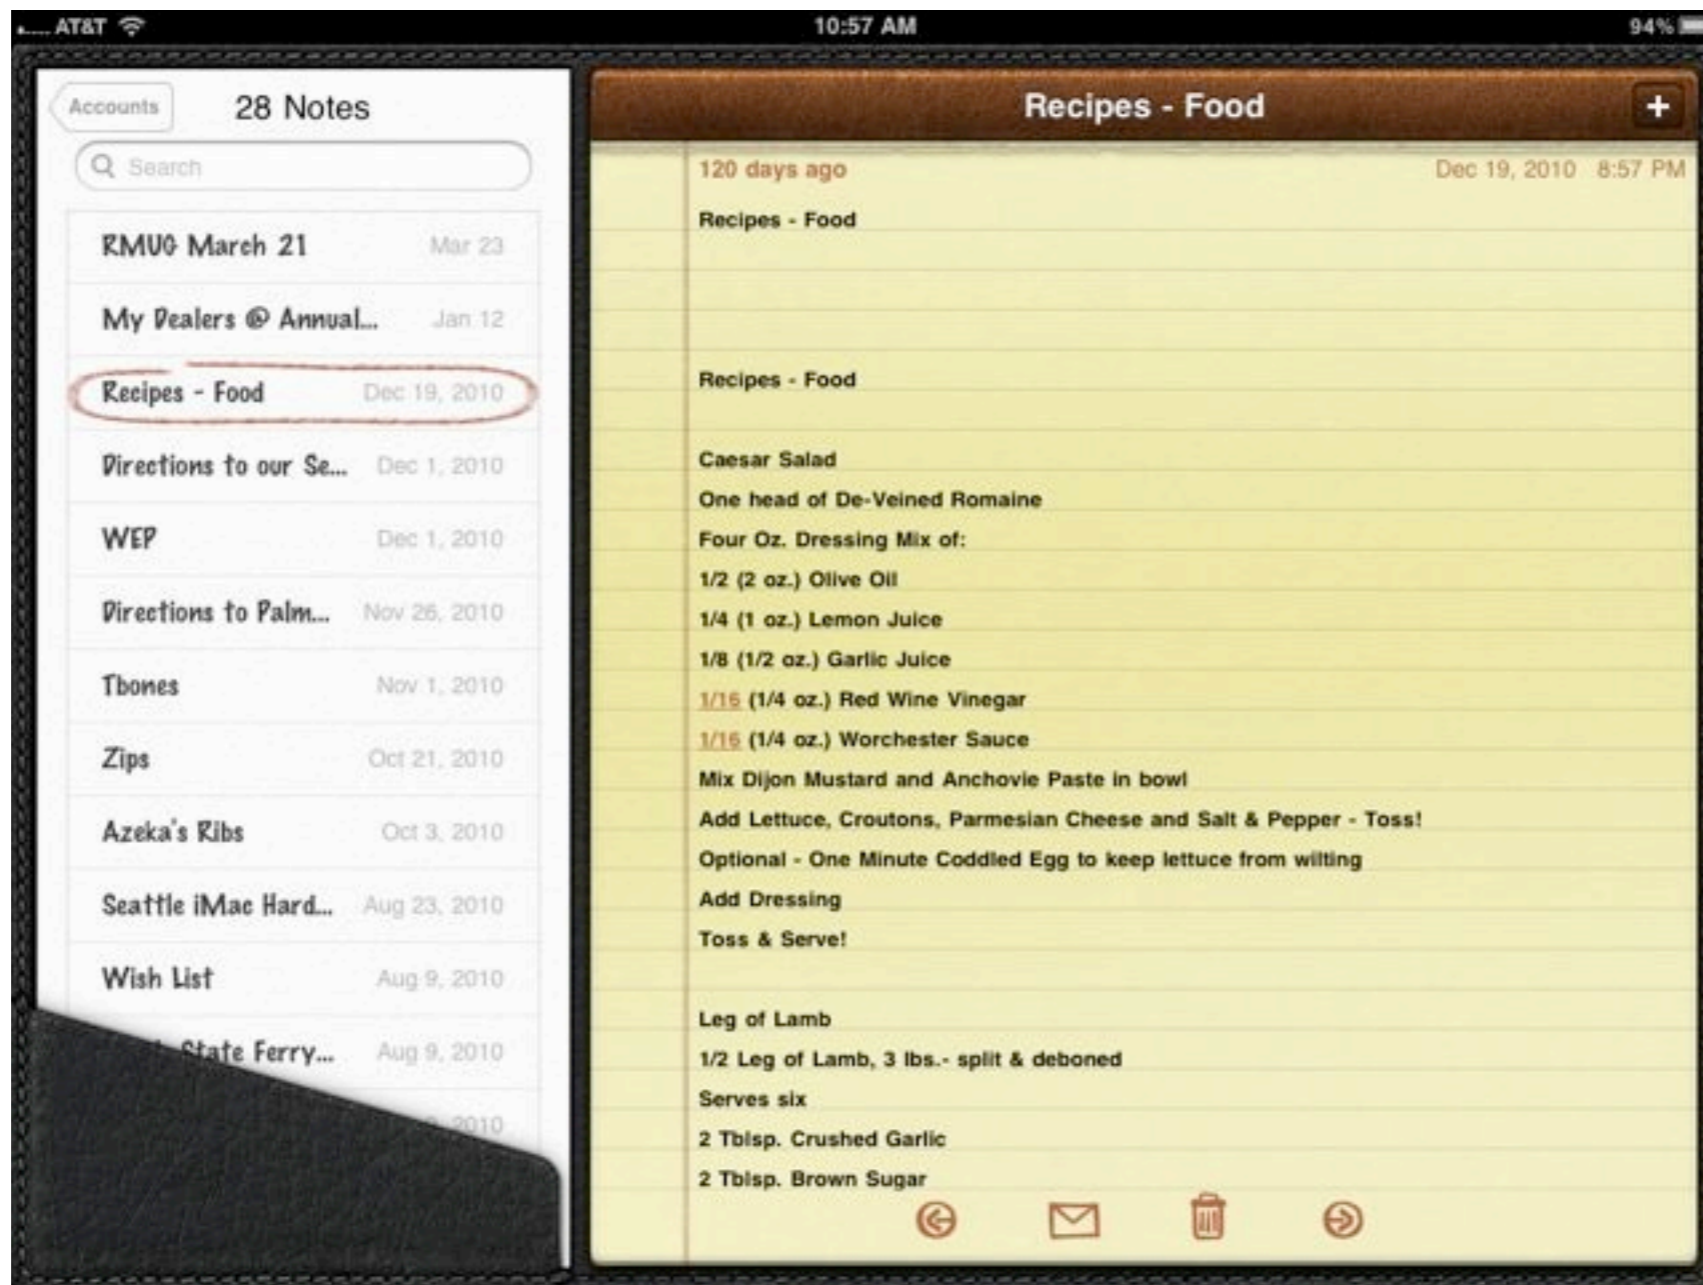 AT&T 10:57 AM 94%
Accounts 28 Notes
Search
RMUG March 21 Mar 23
My Dealers @ Annual... Jan 12
Recipes - Food Dec 19, 2010
Directions to our Se... Dec 1, 2010
WEP Dec 1, 2010
Directions to Palm... Nov 26, 2010
Tbones Nov 1, 2010
Zips Oct 21, 2010
Azeka's Ribs Oct 3, 2010
Seattle iMac Hard... Aug 23, 2010
Wish List Aug 9, 2010
State Ferry... Aug 9, 2010
2010
Recipes - Food +
120 days ago Dec 19, 2010 8:57 PM
Recipes - Food
Recipes - Food
Caesar Salad
One head of De-Veined Romaine
Four Oz. Dressing Mix of:
1/2 (2 oz.) Olive Oil
1/4 (1 oz.) Lemon Juice
1/8 (1/2 oz.) Garlic Juice
1/16 (1/4 oz.) Red Wine Vinegar
1/16 (1/4 oz.) Worchester Sauce
Mix Dijon Mustard and Anchovie Paste in bowl
Add Lettuce, Croutons, Parmesian Cheese and Salt & Pepper - Toss!
Optional - One Minute Coddled Egg to keep lettuce from wilting
Add Dressing
Toss & Serve!
Leg of Lamb
1/2 Leg of Lamb, 3 lbs.- split & deboned
Serves six
2 Tblsp. Crushed Garlic
2 Tblsp. Brown Sugar